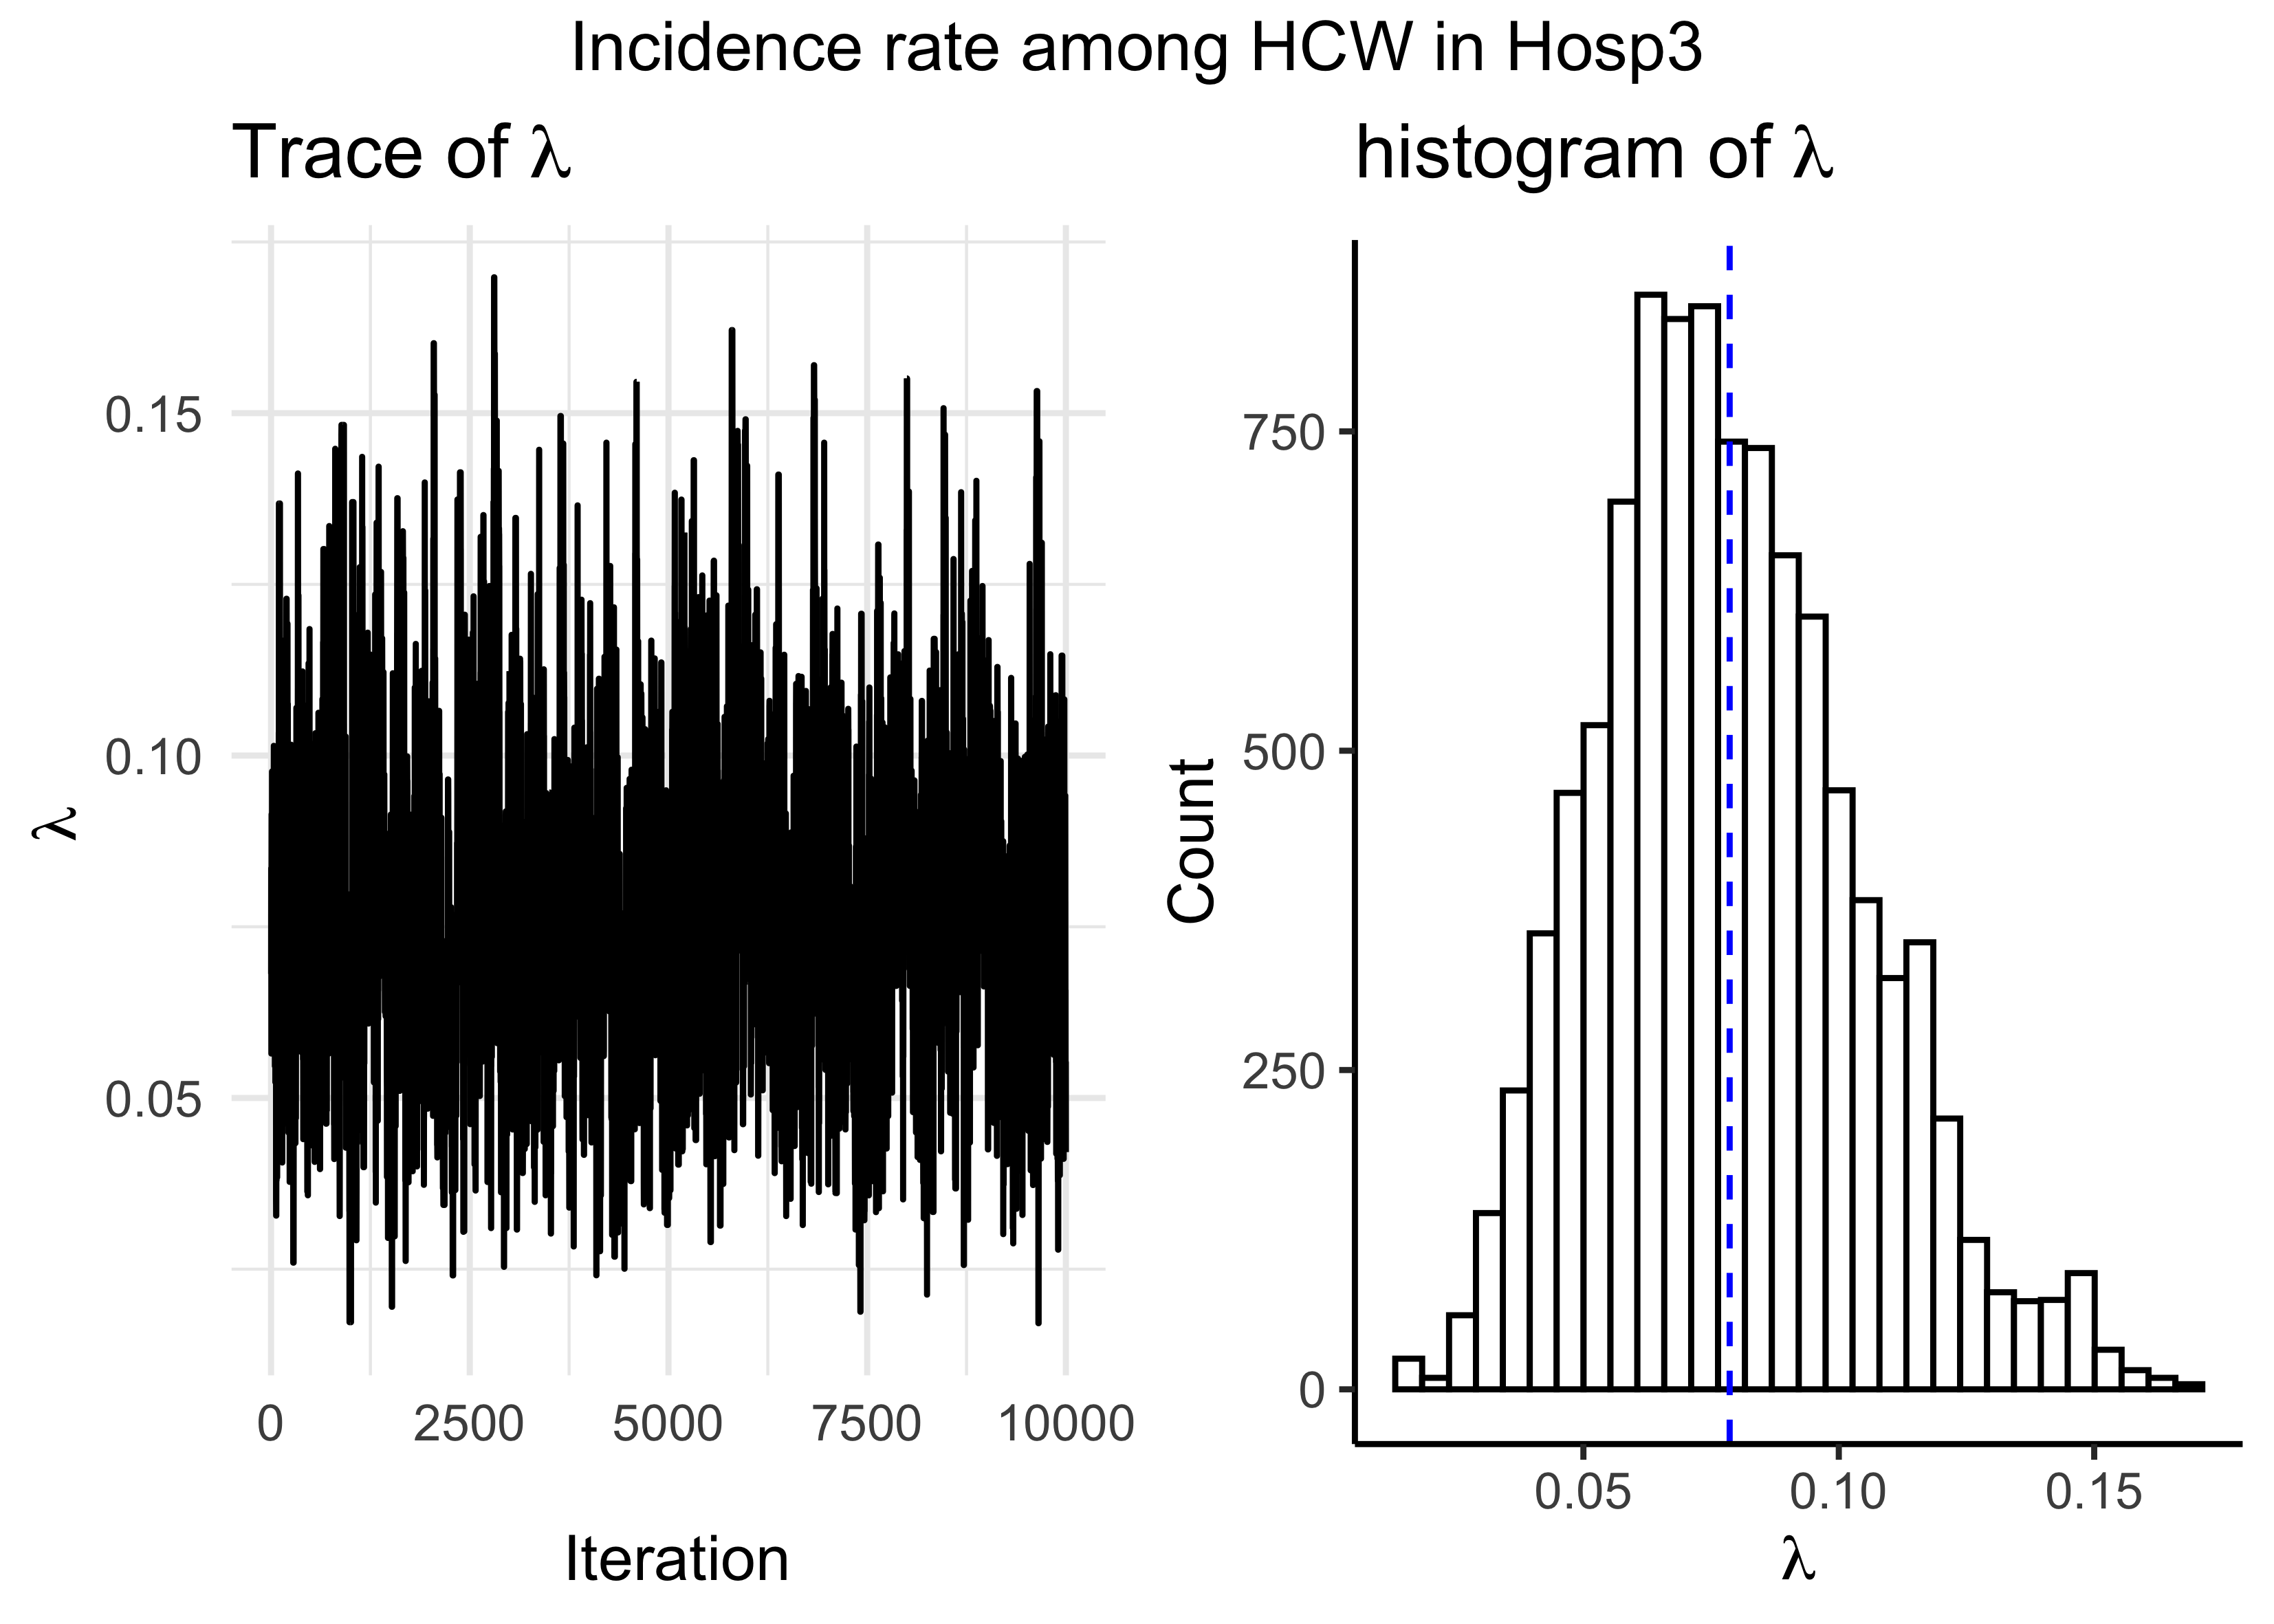 Incidence rate among HCW in Hosp3
Trace of λ
0.15
0.10
0.05
λ
0 2500 5000 7500 10000
Iteration
histogram of λ
750
500
250
0
Count
0.05 0.10 0.15
λ